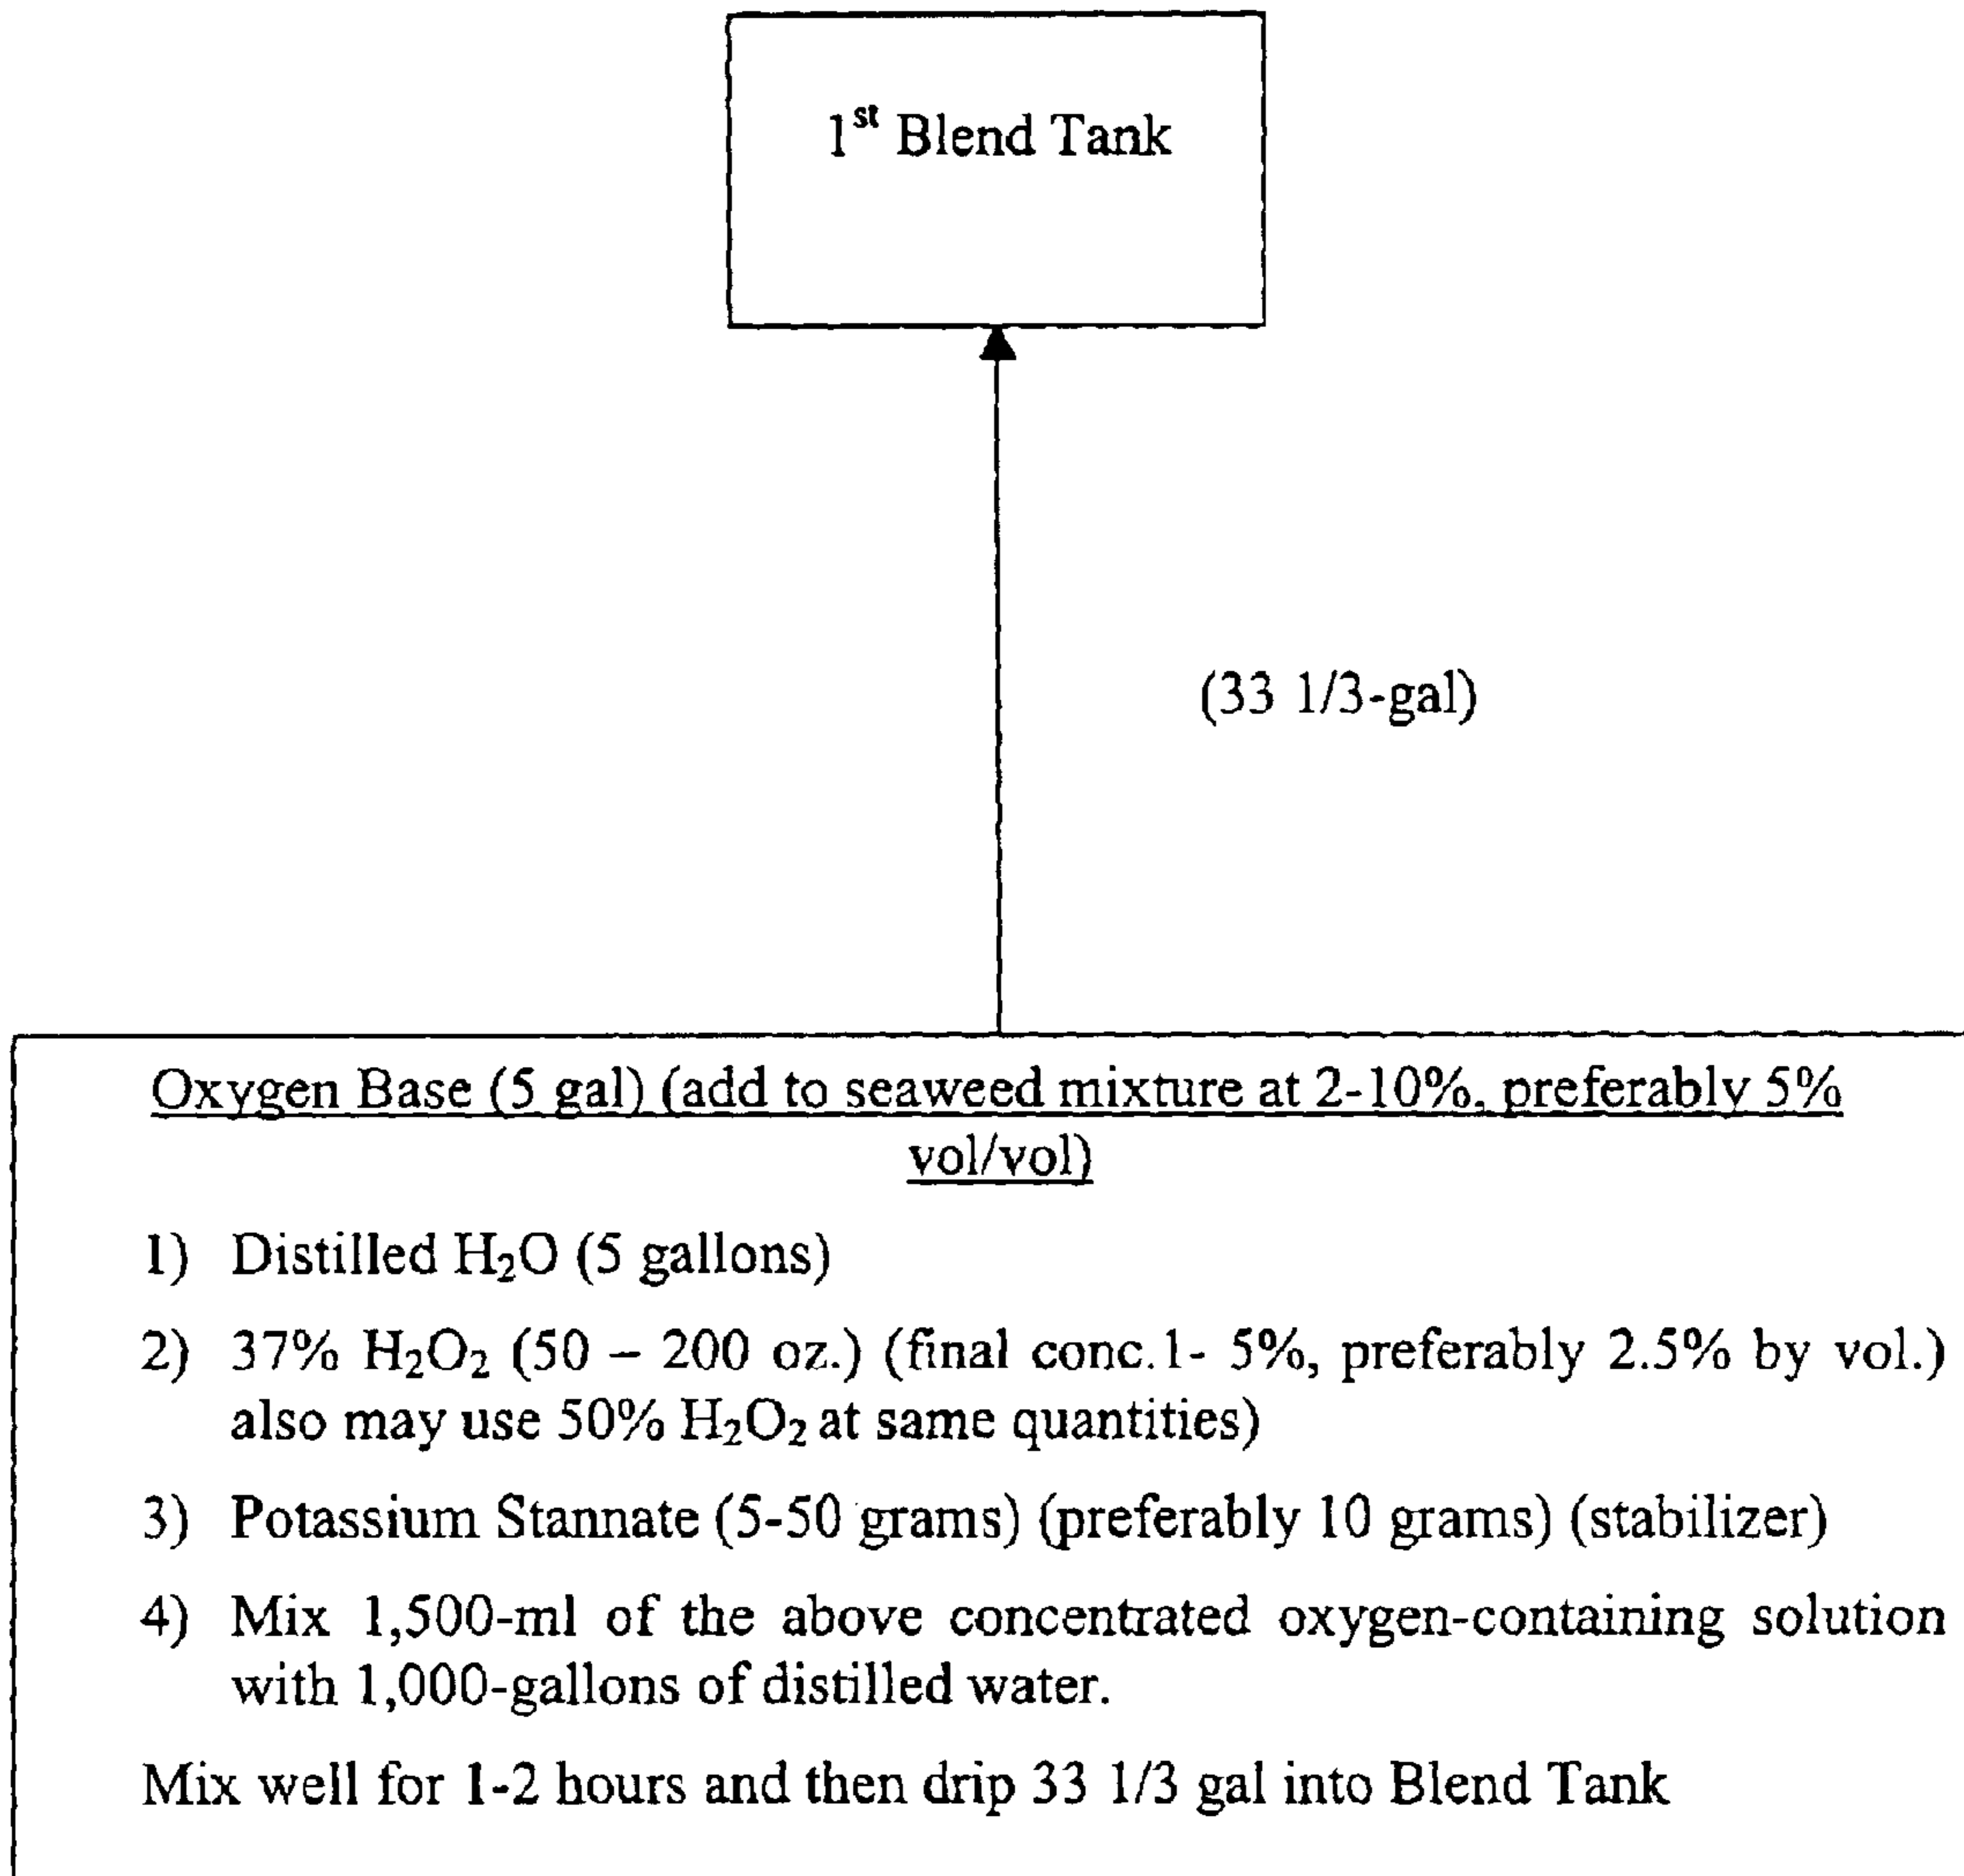 1st Blend Tank
(33 1/3-gal)
Oxygen Base (5 gal) (add to seaweed mixture at 2-10%, preferably 5%
vol/vol)
1) Distilled H₂O (5 gallons)
2) 37% H₂O₂ (50 – 200 oz.) (final conc.1- 5%, preferably 2.5% by vol.)
also may use 50% H₂O₂ at same quantities)
3) Potassium Stannate (5-50 grams) (preferably 10 grams) (stabilizer)
4) Mix 1,500-ml of the above concentrated oxygen-containing solution
with 1,000-gallons of distilled water.
Mix well for 1-2 hours and then drip 33 1/3 gal into Blend Tank